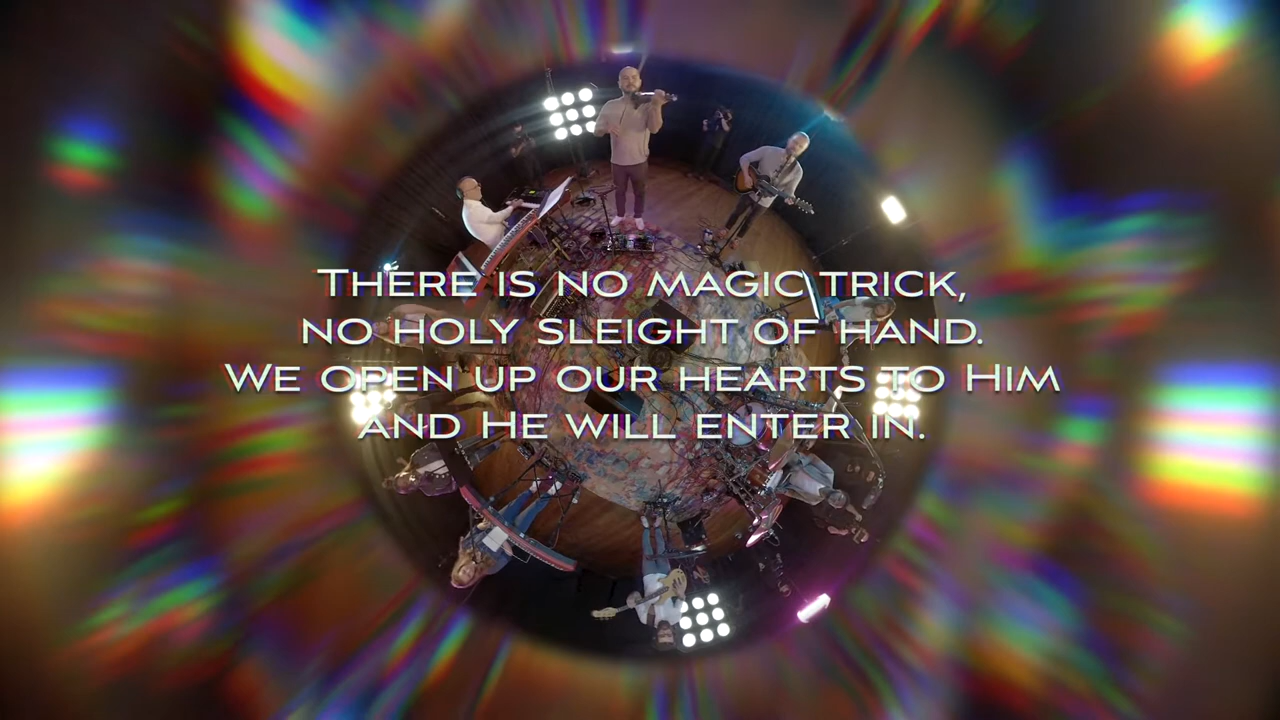 There is no magic trick,
no holy sleight of hand.
We open up our hearts to Him
and He will enter in.